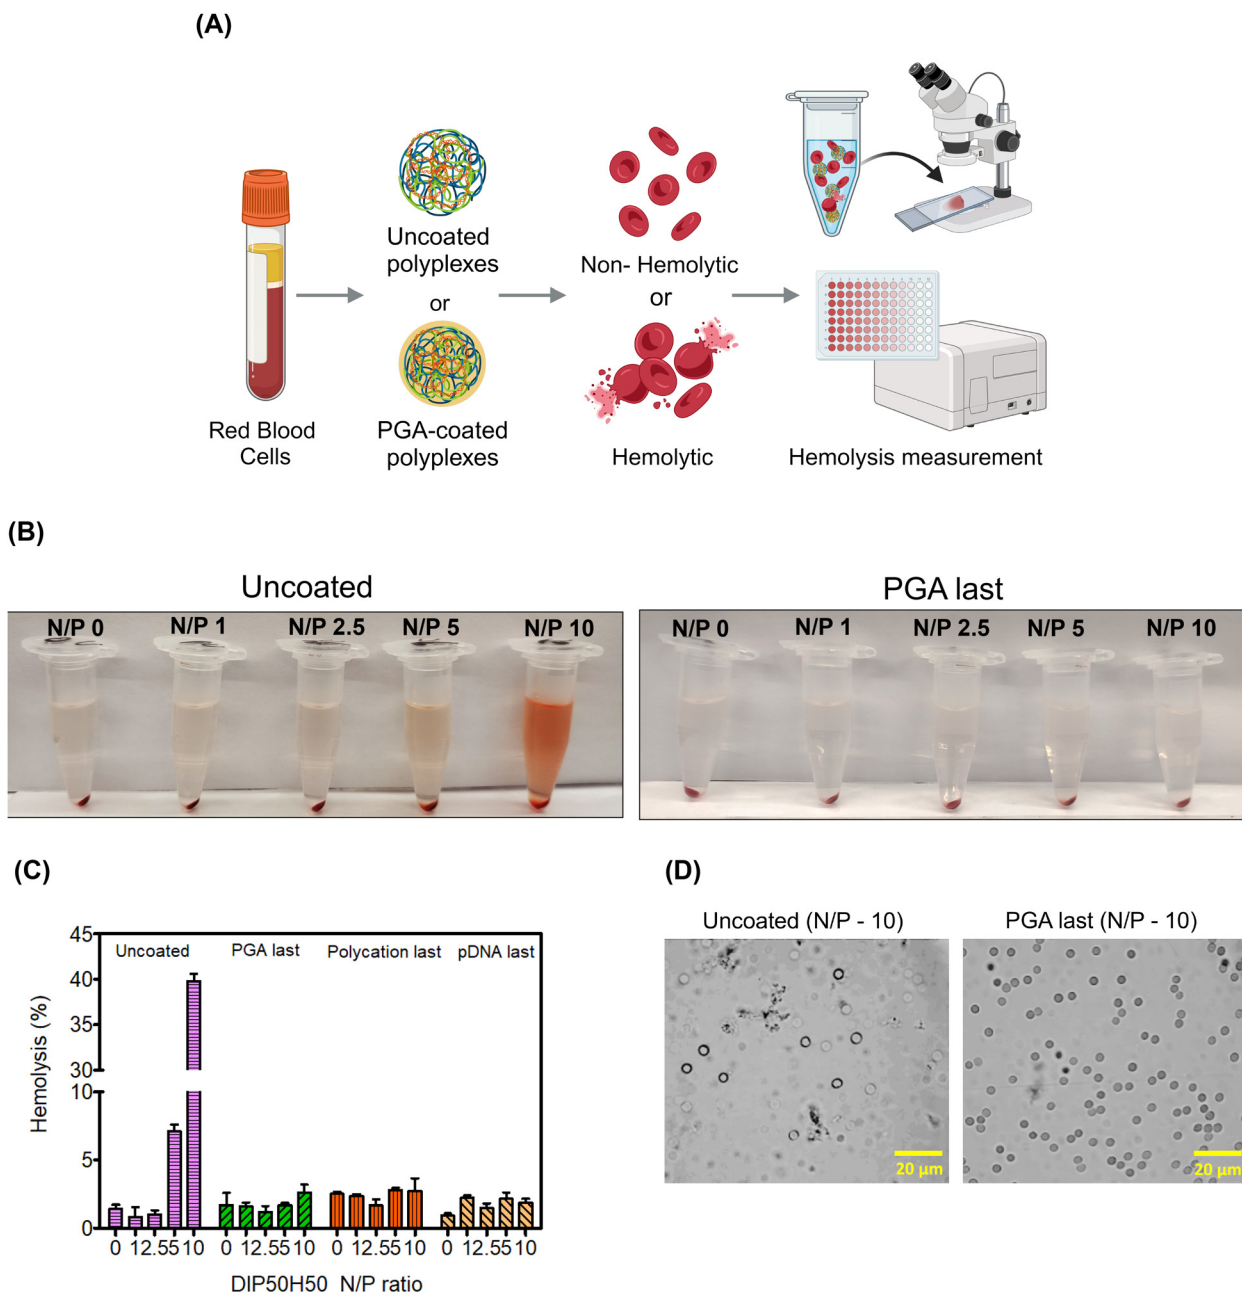 (A)
Uncoated
polyplexes
or
PGA-coated
polyplexes
Red Blood
Cells
Non- Hemolytic
or
Hemolytic
Hemolysis measurement
(B)
Uncoated
PGA last
N/P 0 N/P 1 N/P 2.5 N/P 5 N/P 10
N/P 0 N/P 1 N/P 2.5 N/P 5 N/P 10
(C)
45
40
35
30
10
5
0
Hemolysis (%)
Uncoated PGA last Polycation last pDNA last
0 12.55 10 0 12.55 10 0 12.55 10 0 12.55 10
DIP50H50 N/P ratio
(D)
Uncoated (N/P - 10)
PGA last (N/P - 10)
20 µm
20 µm